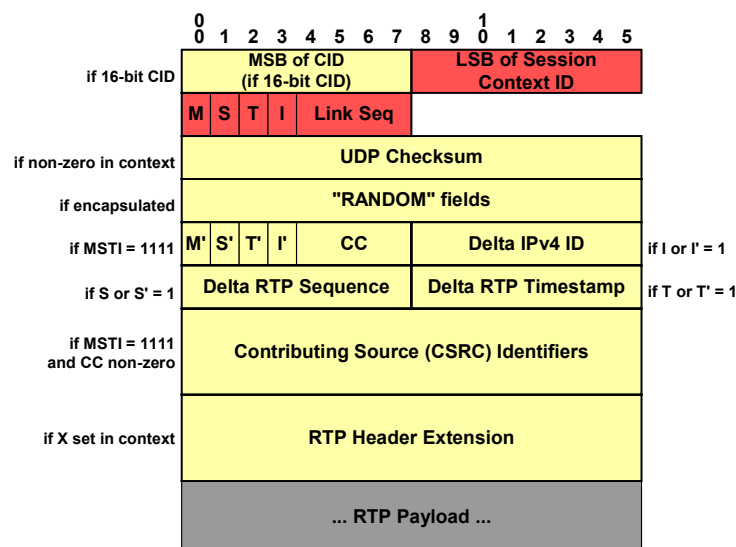 0 1
0 1 2 3 4 5 6 7 8 9 0 1 2 3 4 5
if 16-bit CID
MSB of CID
(if 16-bit CID)
LSB of Session
Context ID
M S T I Link Seq
if non-zero in context
UDP Checksum
if encapsulated
"RANDOM" fields
if MSTI = 1111
M' S' T' I' CC
Delta IPv4 ID
if I or I' = 1
if S or S' = 1
Delta RTP Sequence
Delta RTP Timestamp
if T or T' = 1
if MSTI = 1111
and CC non-zero
Contributing Source (CSRC) Identifiers
if X set in context
RTP Header Extension
... RTP Payload ...